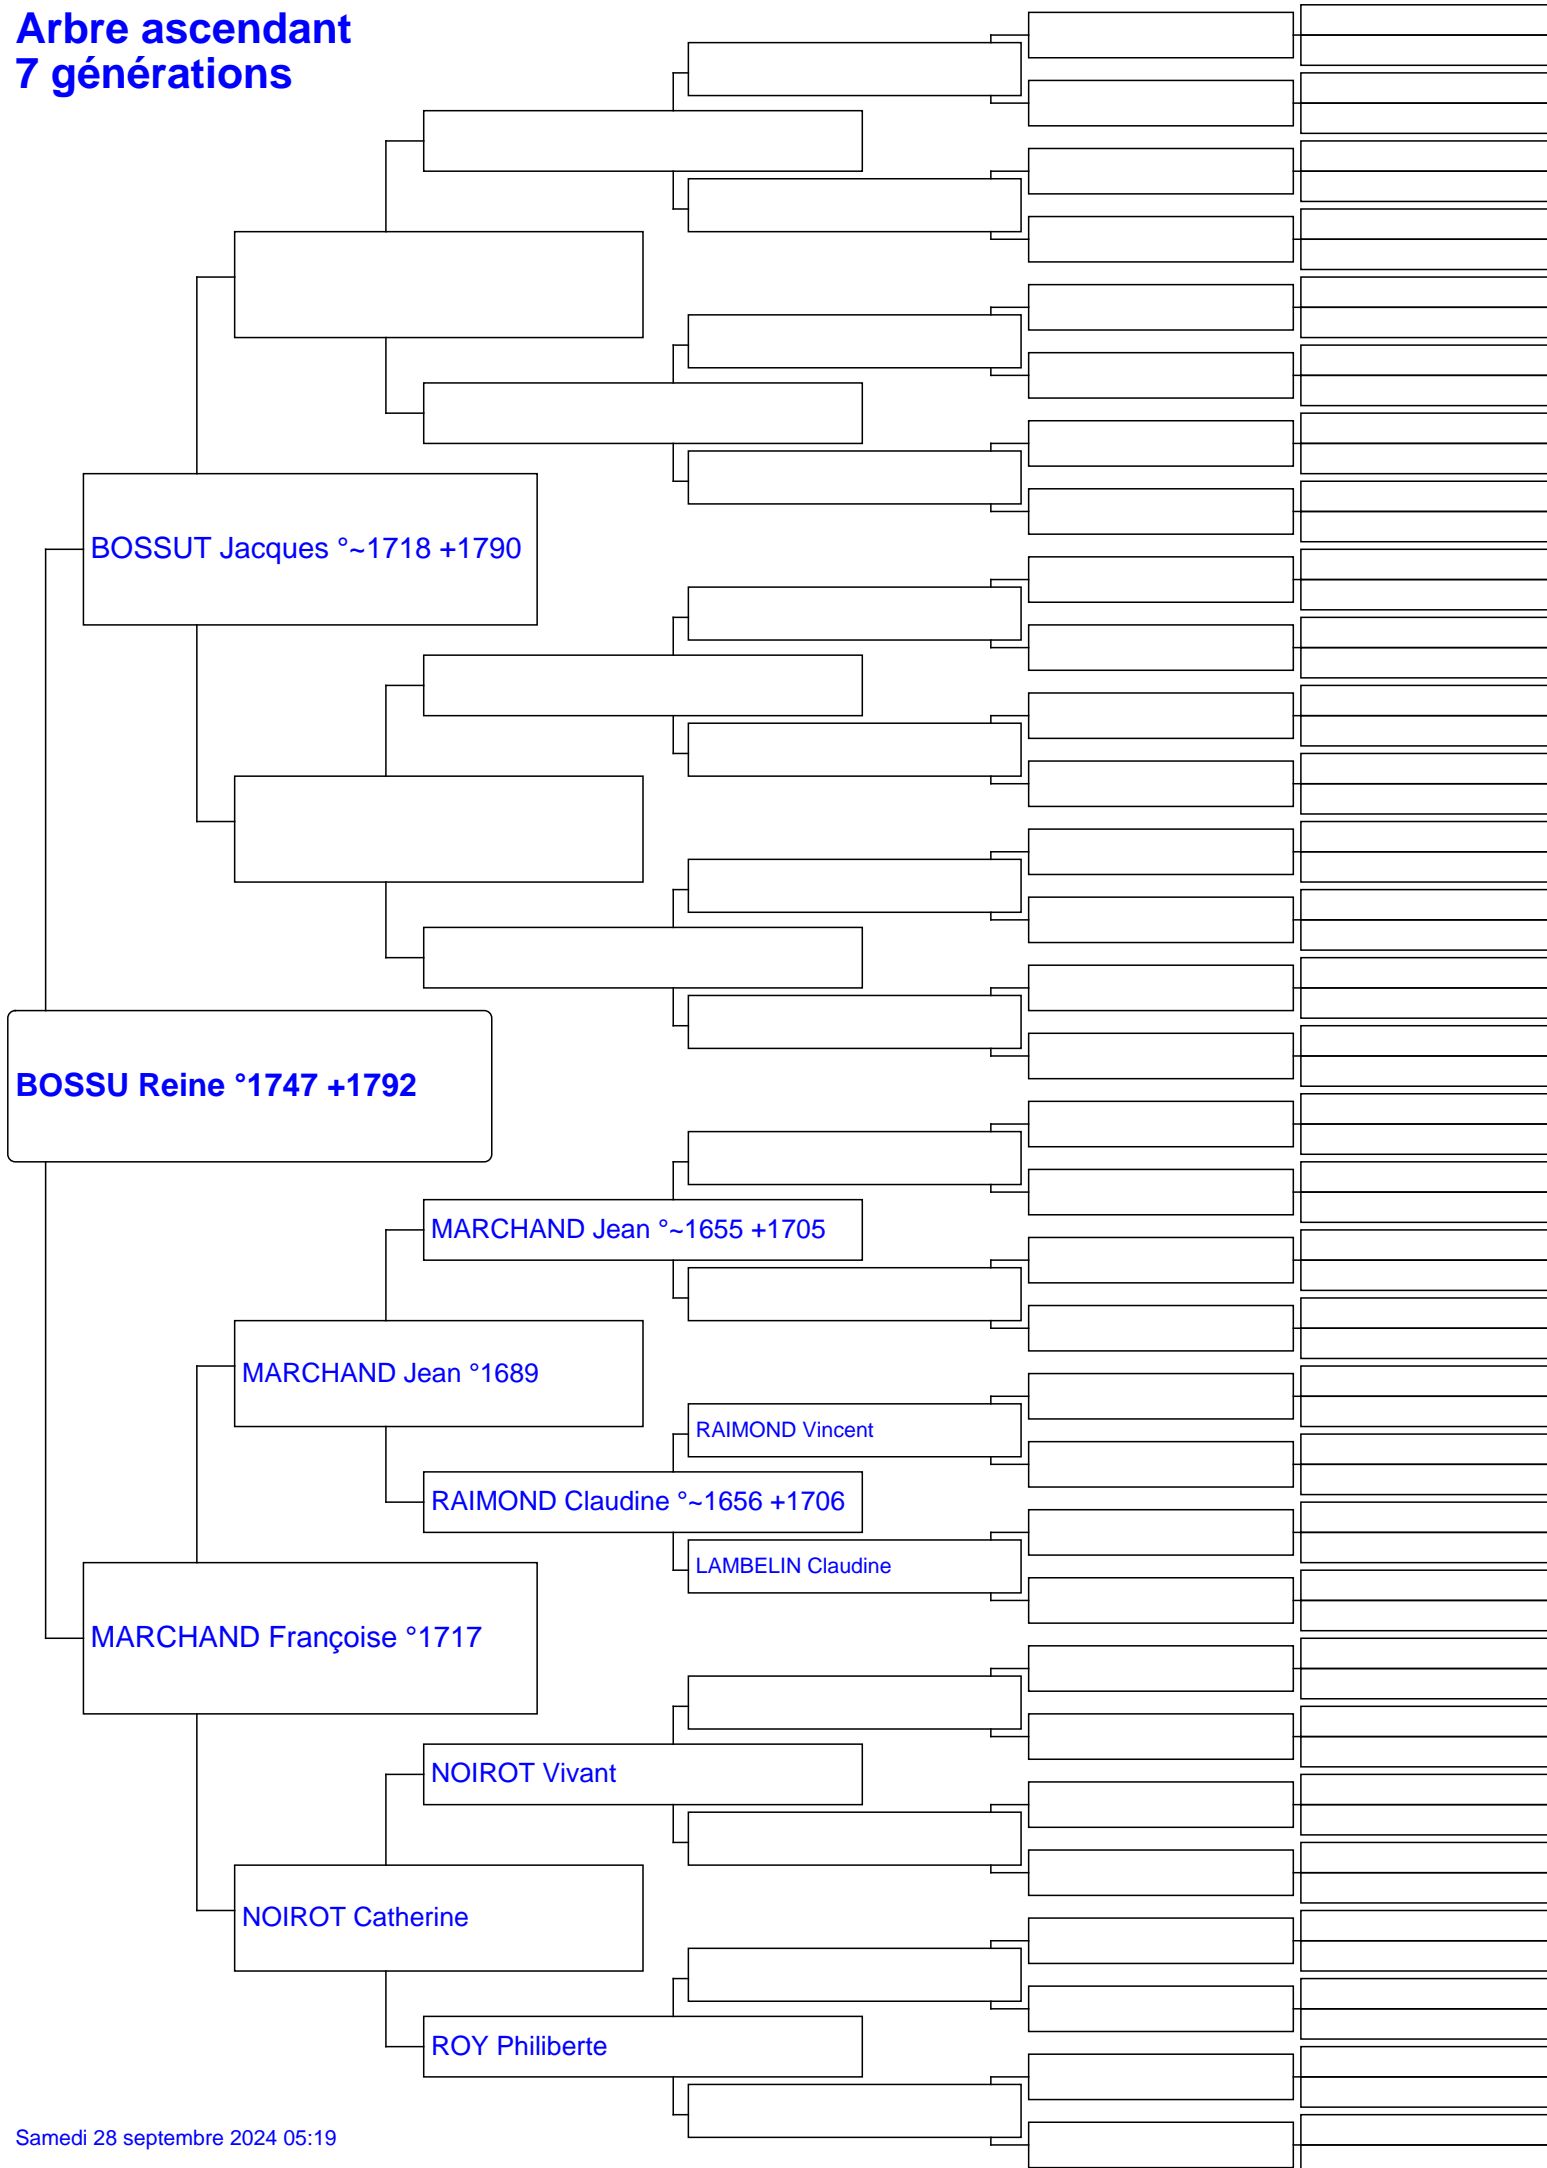 Arbre ascendant
7 générations
BOSSUT Jacques °~1718 +1790
BOSSU Reine °1747 +1792
MARCHAND Jean °~1655 +1705
MARCHAND Jean °1689
RAIMOND Vincent
RAIMOND Claudine °~1656 +1706
LAMBELIN Claudine
MARCHAND Françoise °1717
NOIROT Vivant
NOIROT Catherine
ROY Philiberte
Samedi 28 septembre 2024 05:19